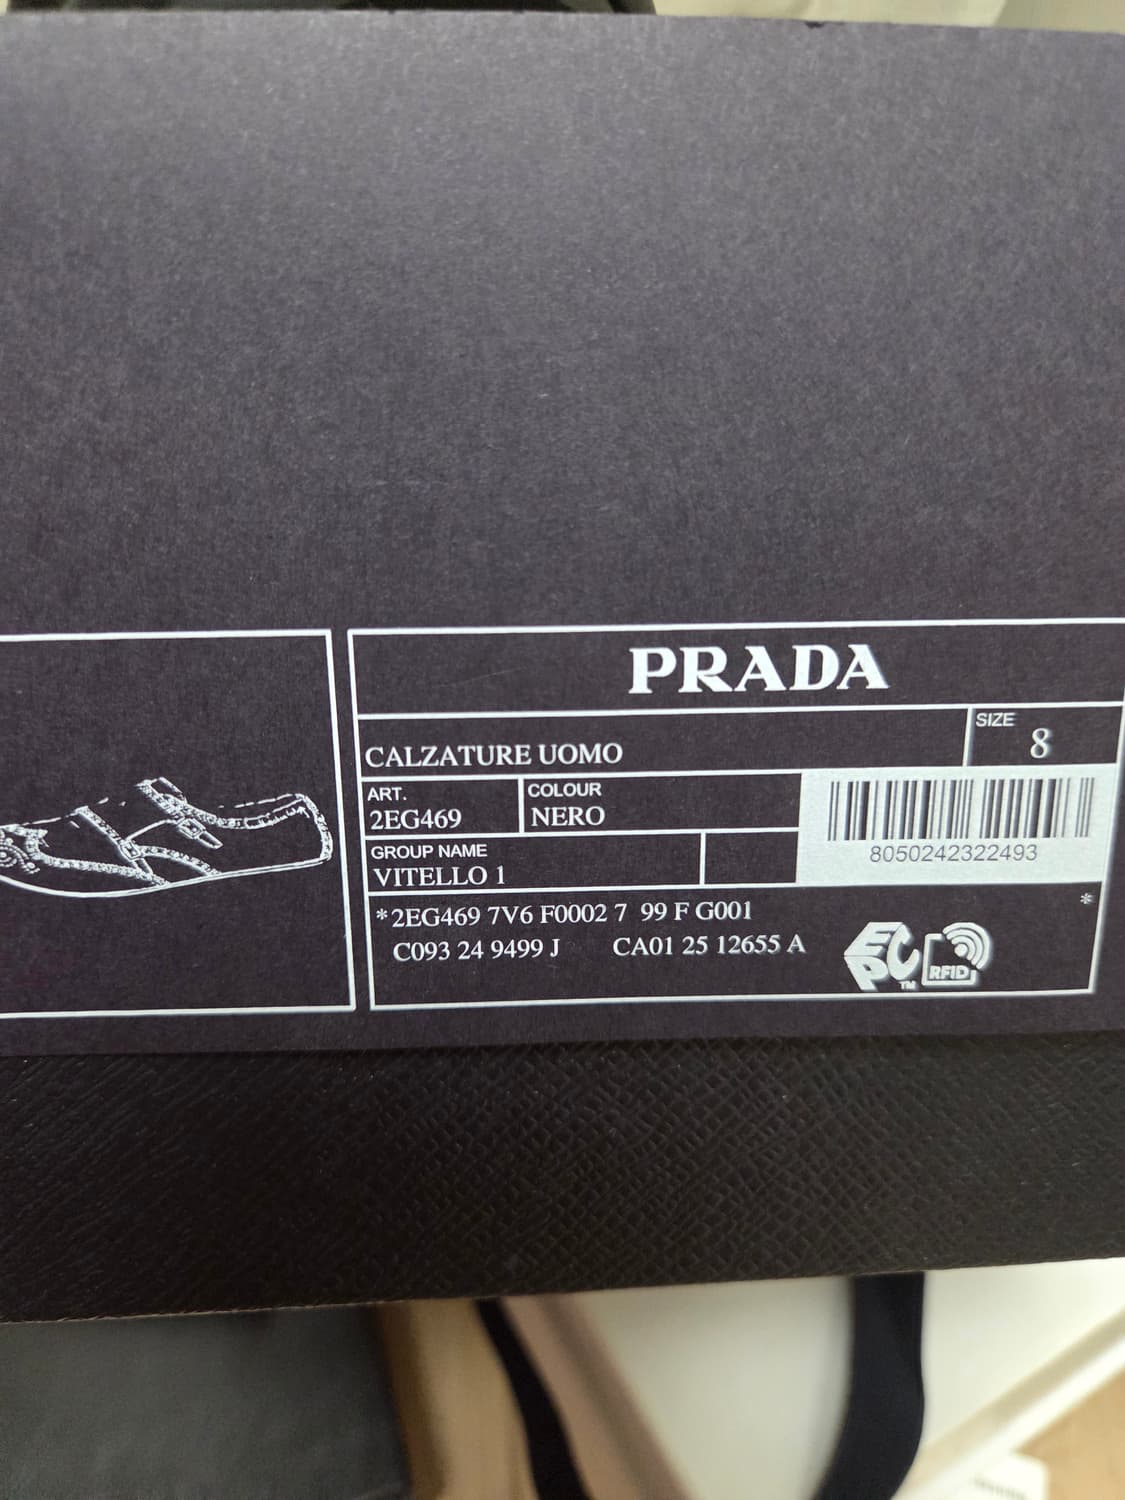 PRADA
CALZATURE UOMO
SIZE
8
ART.
2EG469
COLOUR
NERO
8050242322493
GROUP NAME
VITELLO 1
*2EG469 7V6 F0002 7 99 F G001 *
C093 24 9499 J CA01 25 12655 A
EPC™
RFID